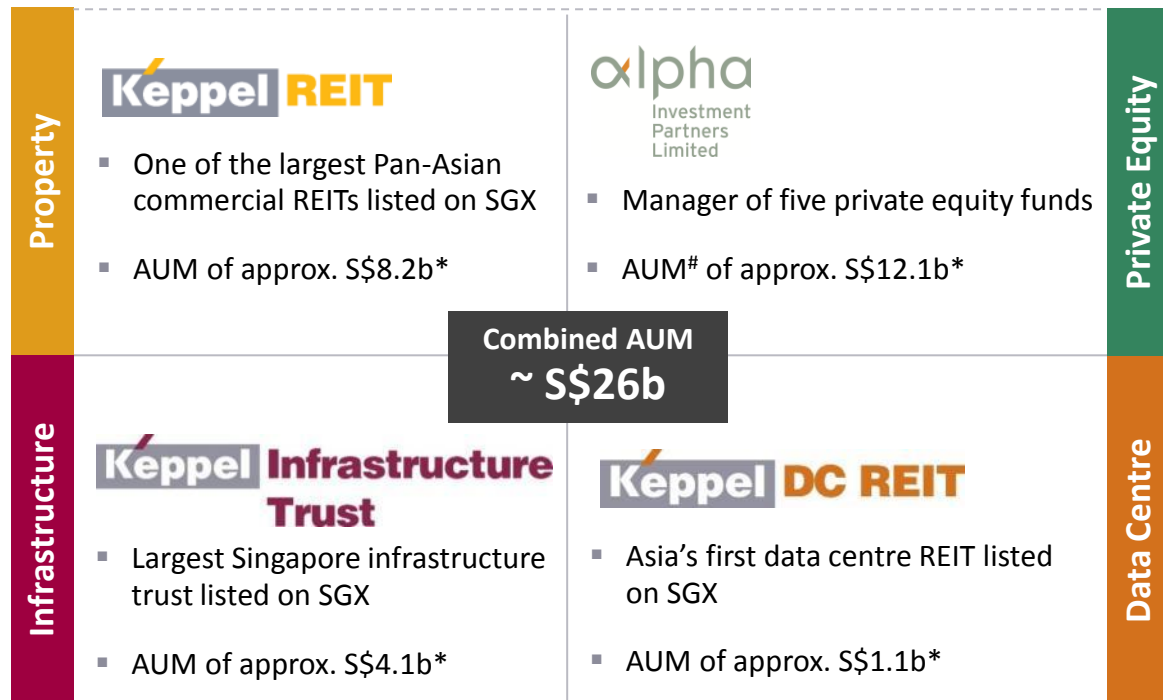 Property
Keppel REIT
▪ One of the largest Pan-Asian
commercial REITs listed on SGX
▪ AUM of approx. S$8.2b*
alpha
Investment
Partners
Limited
▪ Manager of five private equity funds
▪ AUM# of approx. S$12.1b*
Private Equity
Combined AUM
~ S$26b
Infrastructure
Keppel Infrastructure
Trust
▪ Largest Singapore infrastructure
trust listed on SGX
▪ AUM of approx. S$4.1b*
Keppel DC REIT
▪ Asia’s first data centre REIT listed
on SGX
▪ AUM of approx. S$1.1b*
Data Centre